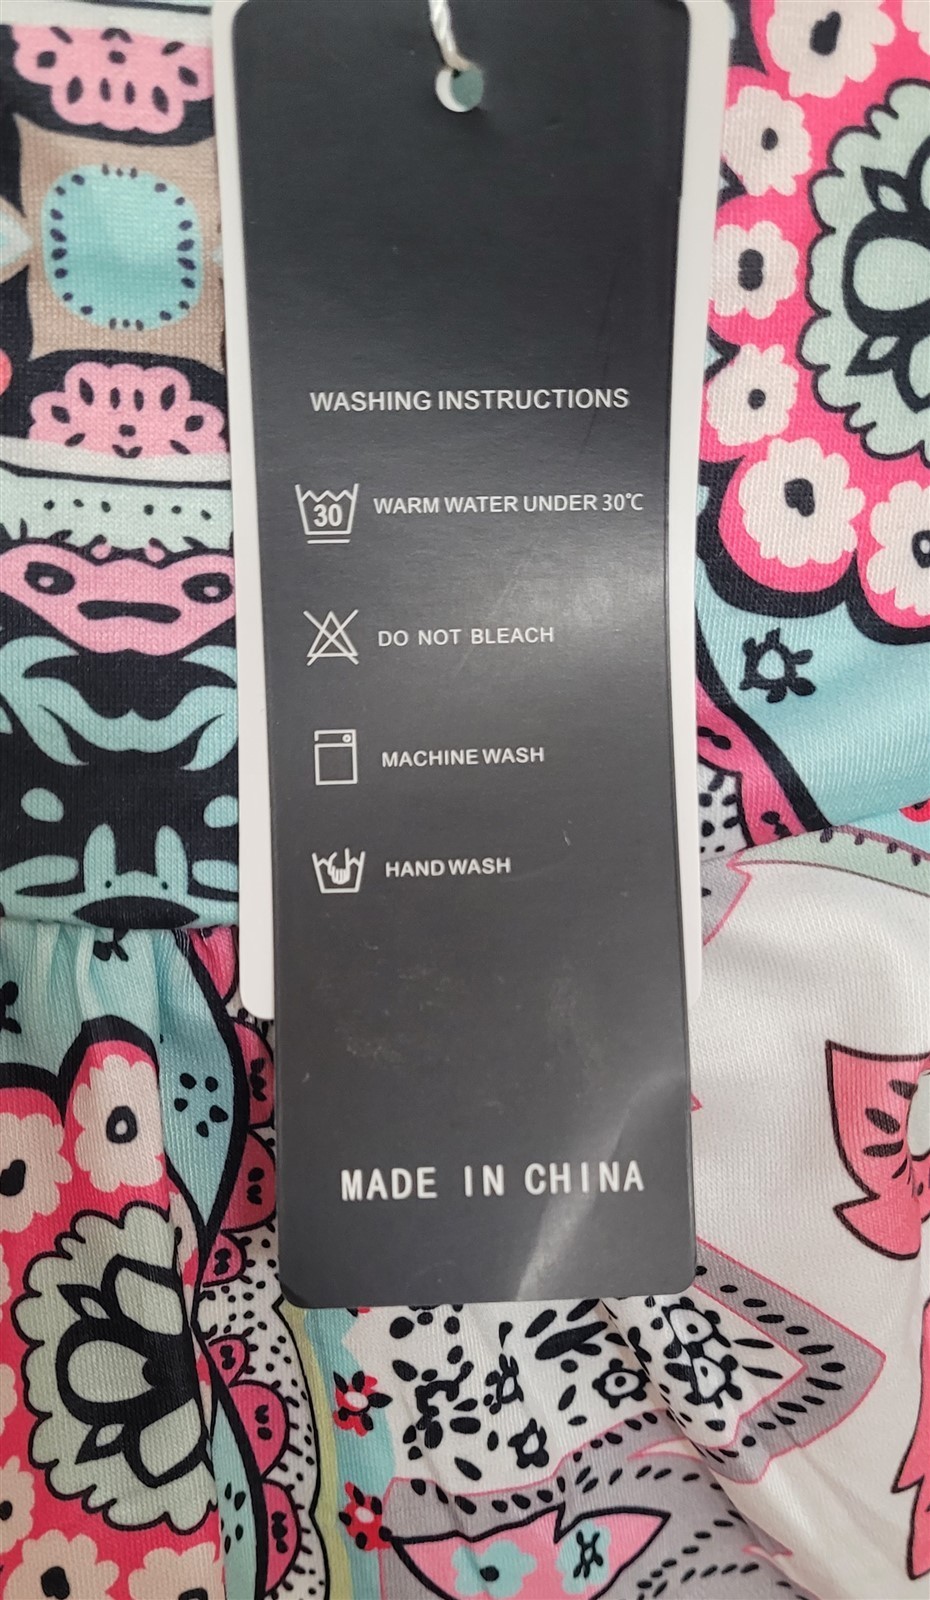 WASHING INSTRUCTIONS
30 WARM WATER UNDER 30℃
DO NOT BLEACH
MACHINE WASH
HAND WASH
MADE IN CHINA